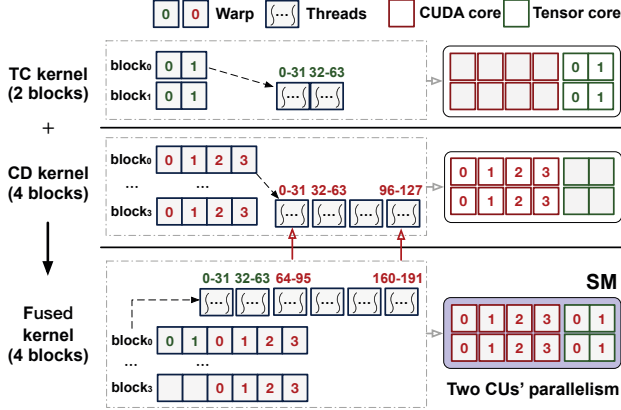 0 0 Warp Threads CUDA core Tensor core
TC kernel
(2 blocks)
block0 0 1
block1 0 1
0-31 32-63
0 1
0 1
+
CD kernel
(4 blocks)
block0 0 1 2 3
... ...
block3 0 1 2 3
0-31 32-63 96-127
0 1 2 3
0 1 2 3
Fused
kernel
(4 blocks)
0-31 32-63 64-95 160-191
block0 0 1 0 1 2 3
... ...
block3 0 1 2 3
SM
0 1 2 3 0 1
0 1 2 3 0 1
Two CUs' parallelism